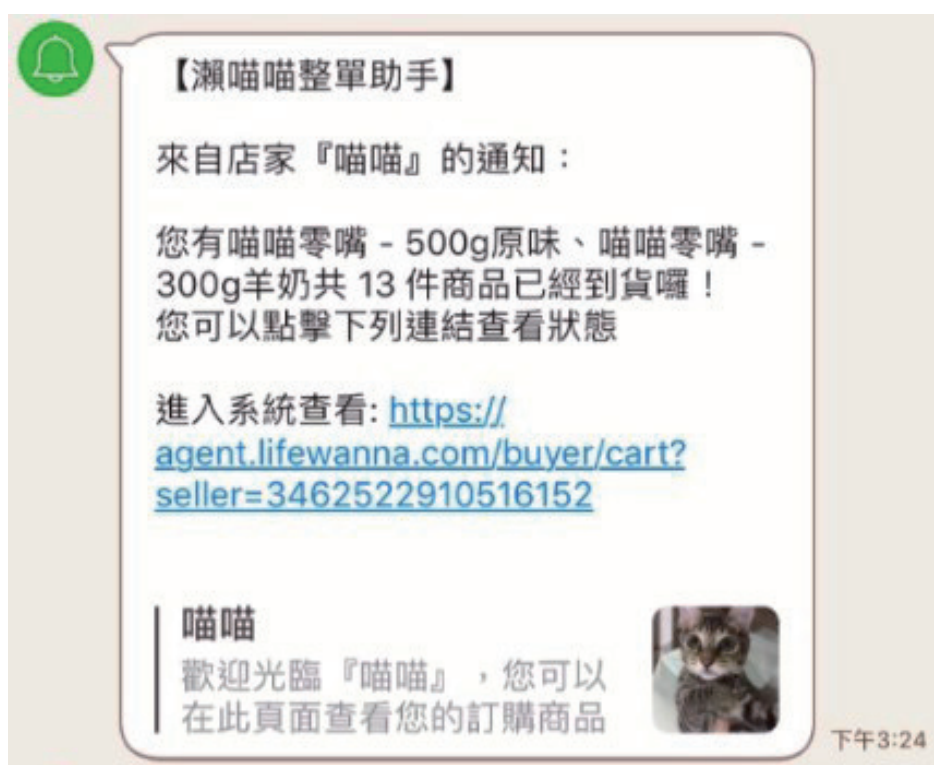 【瀨喵喵整單助手】
來自店家『喵喵』的通知：
您有喵喵零嘴 - 500g原味、喵喵零嘴 -
300g羊奶共 13 件商品已經到貨囉！
您可以點擊下列連結查看狀態
進入系統查看: https://
agent.lifewanna.com/buyer/cart?
seller=3462522910516152
喵喵
歡迎光臨『喵喵』，您可以
在此頁面查看您的訂購商品
下午3:24